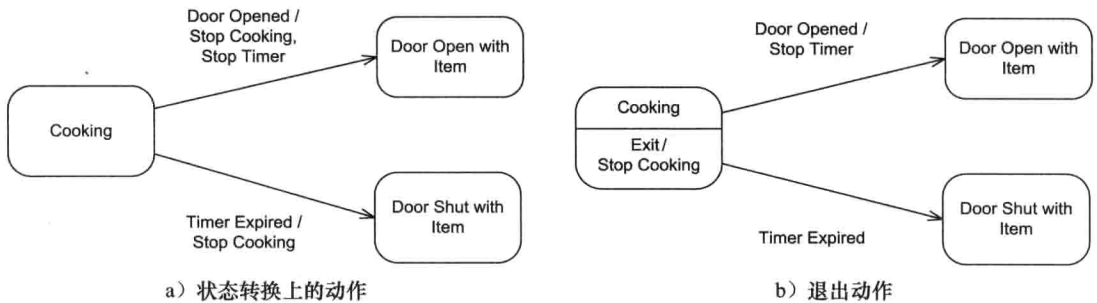 Door Opened /
Stop Cooking,
Stop Timer
Door Open with
Item
Cooking
Timer Expired /
Stop Cooking
Door Shut with
Item
a）状态转换上的动作
Door Opened /
Stop Timer
Door Open with
Item
Cooking
Exit /
Stop Cooking
Timer Expired
Door Shut with
Item
b）退出动作